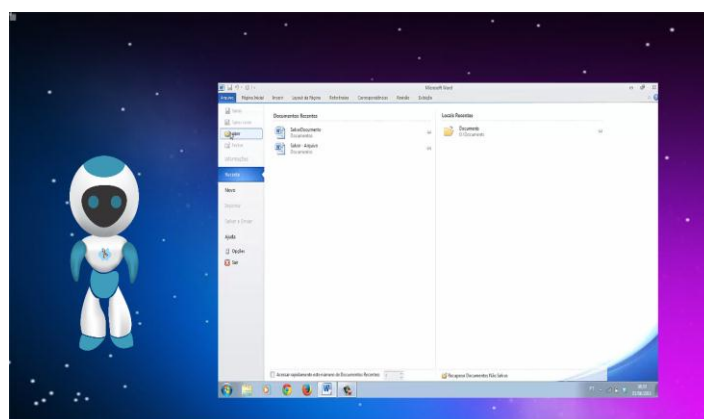 Microsoft Word
Arquivo Página Inicial Inserir Layout da Página Referências Correspondências Revisão Exibição
Salvar
Salvar como
Abrir
Fechar
Informações
Recente
Novo
Imprimir
Salvar e Enviar
Ajuda
Opções
Sair
Documentos Recentes
SalvarDocumento
Documentos
Salvar - Arquivo
Documentos
Acessar rapidamente este número de Documentos Recentes:
Locais Recentes
Documents
Recuperar Documentos Não Salvos
PT